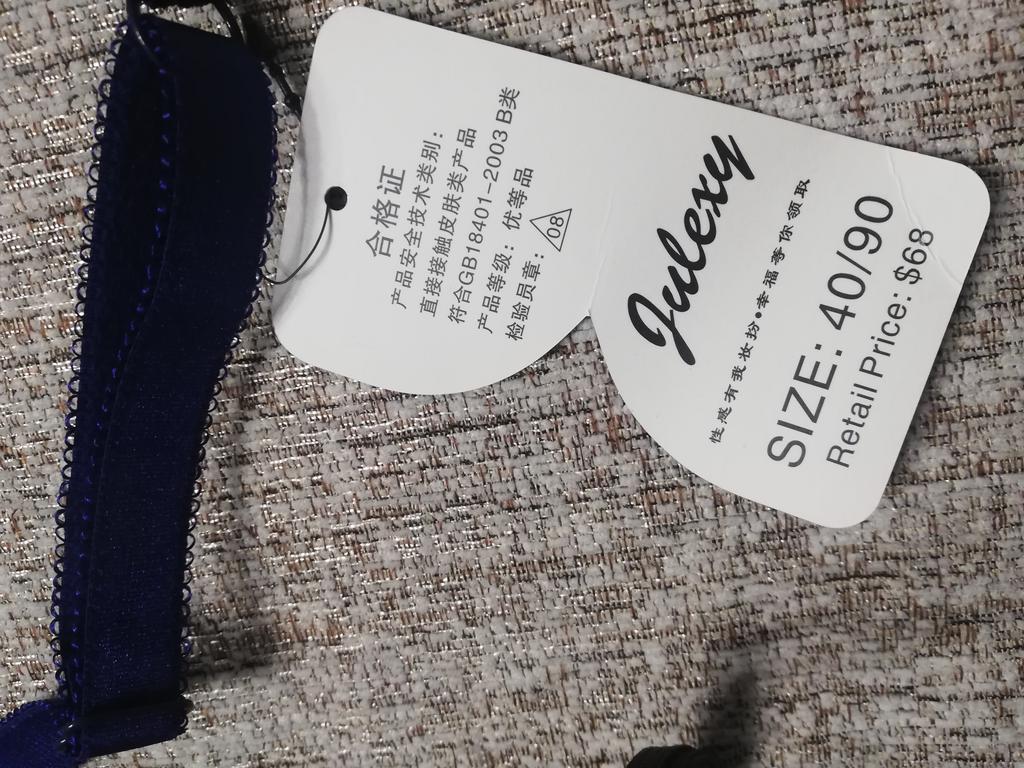 合格证
产品安全技术类别：
直接接触皮肤类产品
符合GB18401-2003 B类
产品等级：优等品
检验员章： 08
Julexy
性感有我妆扮●幸福等你领取
SIZE: 40/90
Retail Price: $68